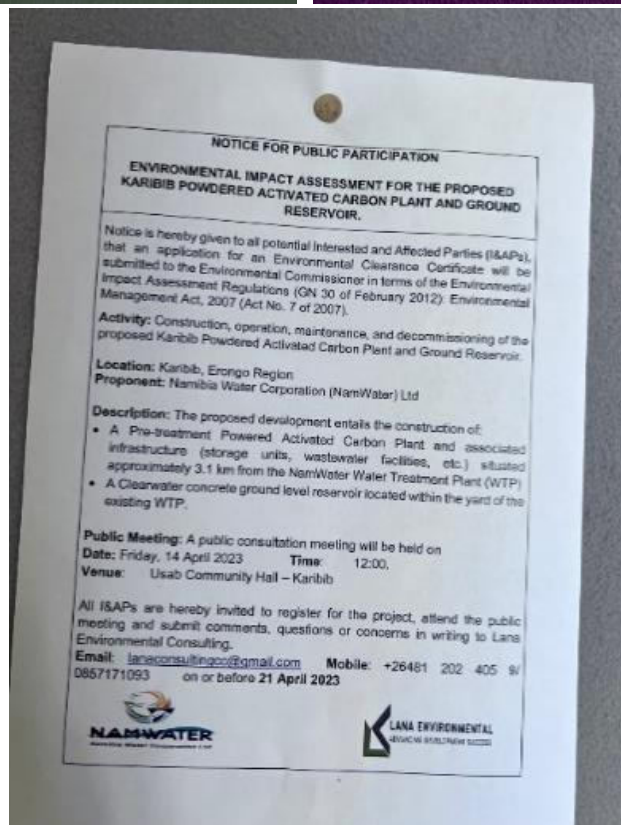 NOTICE FOR PUBLIC PARTICIPATION
ENVIRONMENTAL IMPACT ASSESSMENT FOR THE PROPOSED
KARIBIB POWDERED ACTIVATED CARBON PLANT AND GROUND
RESERVOIR.
Notice is hereby given to all potential Interested and Affected Parties (I&APs),
that an application for an Environmental Clearance Certificate will be
submitted to the Environmental Commissioner in terms of the Environmental
Impact Assessment Regulations (GN 30 of February 2012): Environmental
Management Act, 2007 (Act No. 7 of 2007).
Activity: Construction, operation, maintenance, and decommissioning of the
proposed Karibib Powdered Activated Carbon Plant and Ground Reservoir.
Location: Karibib, Erongo Region
Proponent: Namibia Water Corporation (NamWater) Ltd
Description: The proposed development entails the construction of:
• A Pre-treatment Powered Activated Carbon Plant and associated
infrastructure (storage units, wastewater facilities, etc.) situated
approximately 3.1 km from the NamWater Water Treatment Plant (WTP)
• A Clearwater concrete ground level reservoir located within the yard of the
existing WTP.
Public Meeting: A public consultation meeting will be held on
Date: Friday, 14 April 2023 Time: 12:00,
Venue: Usab Community Hall – Karibib
All I&APs are hereby invited to register for the project, attend the public
meeting and submit comments, questions or concerns in writing to Lana
Environmental Consulting.
Email: lanaconsultingcc@gmail.com Mobile: +26481 202 405 9/
0857171093 on or before 21 April 2023
NAMWATER
Namibia Water Corporation Ltd
LANA ENVIRONMENTAL